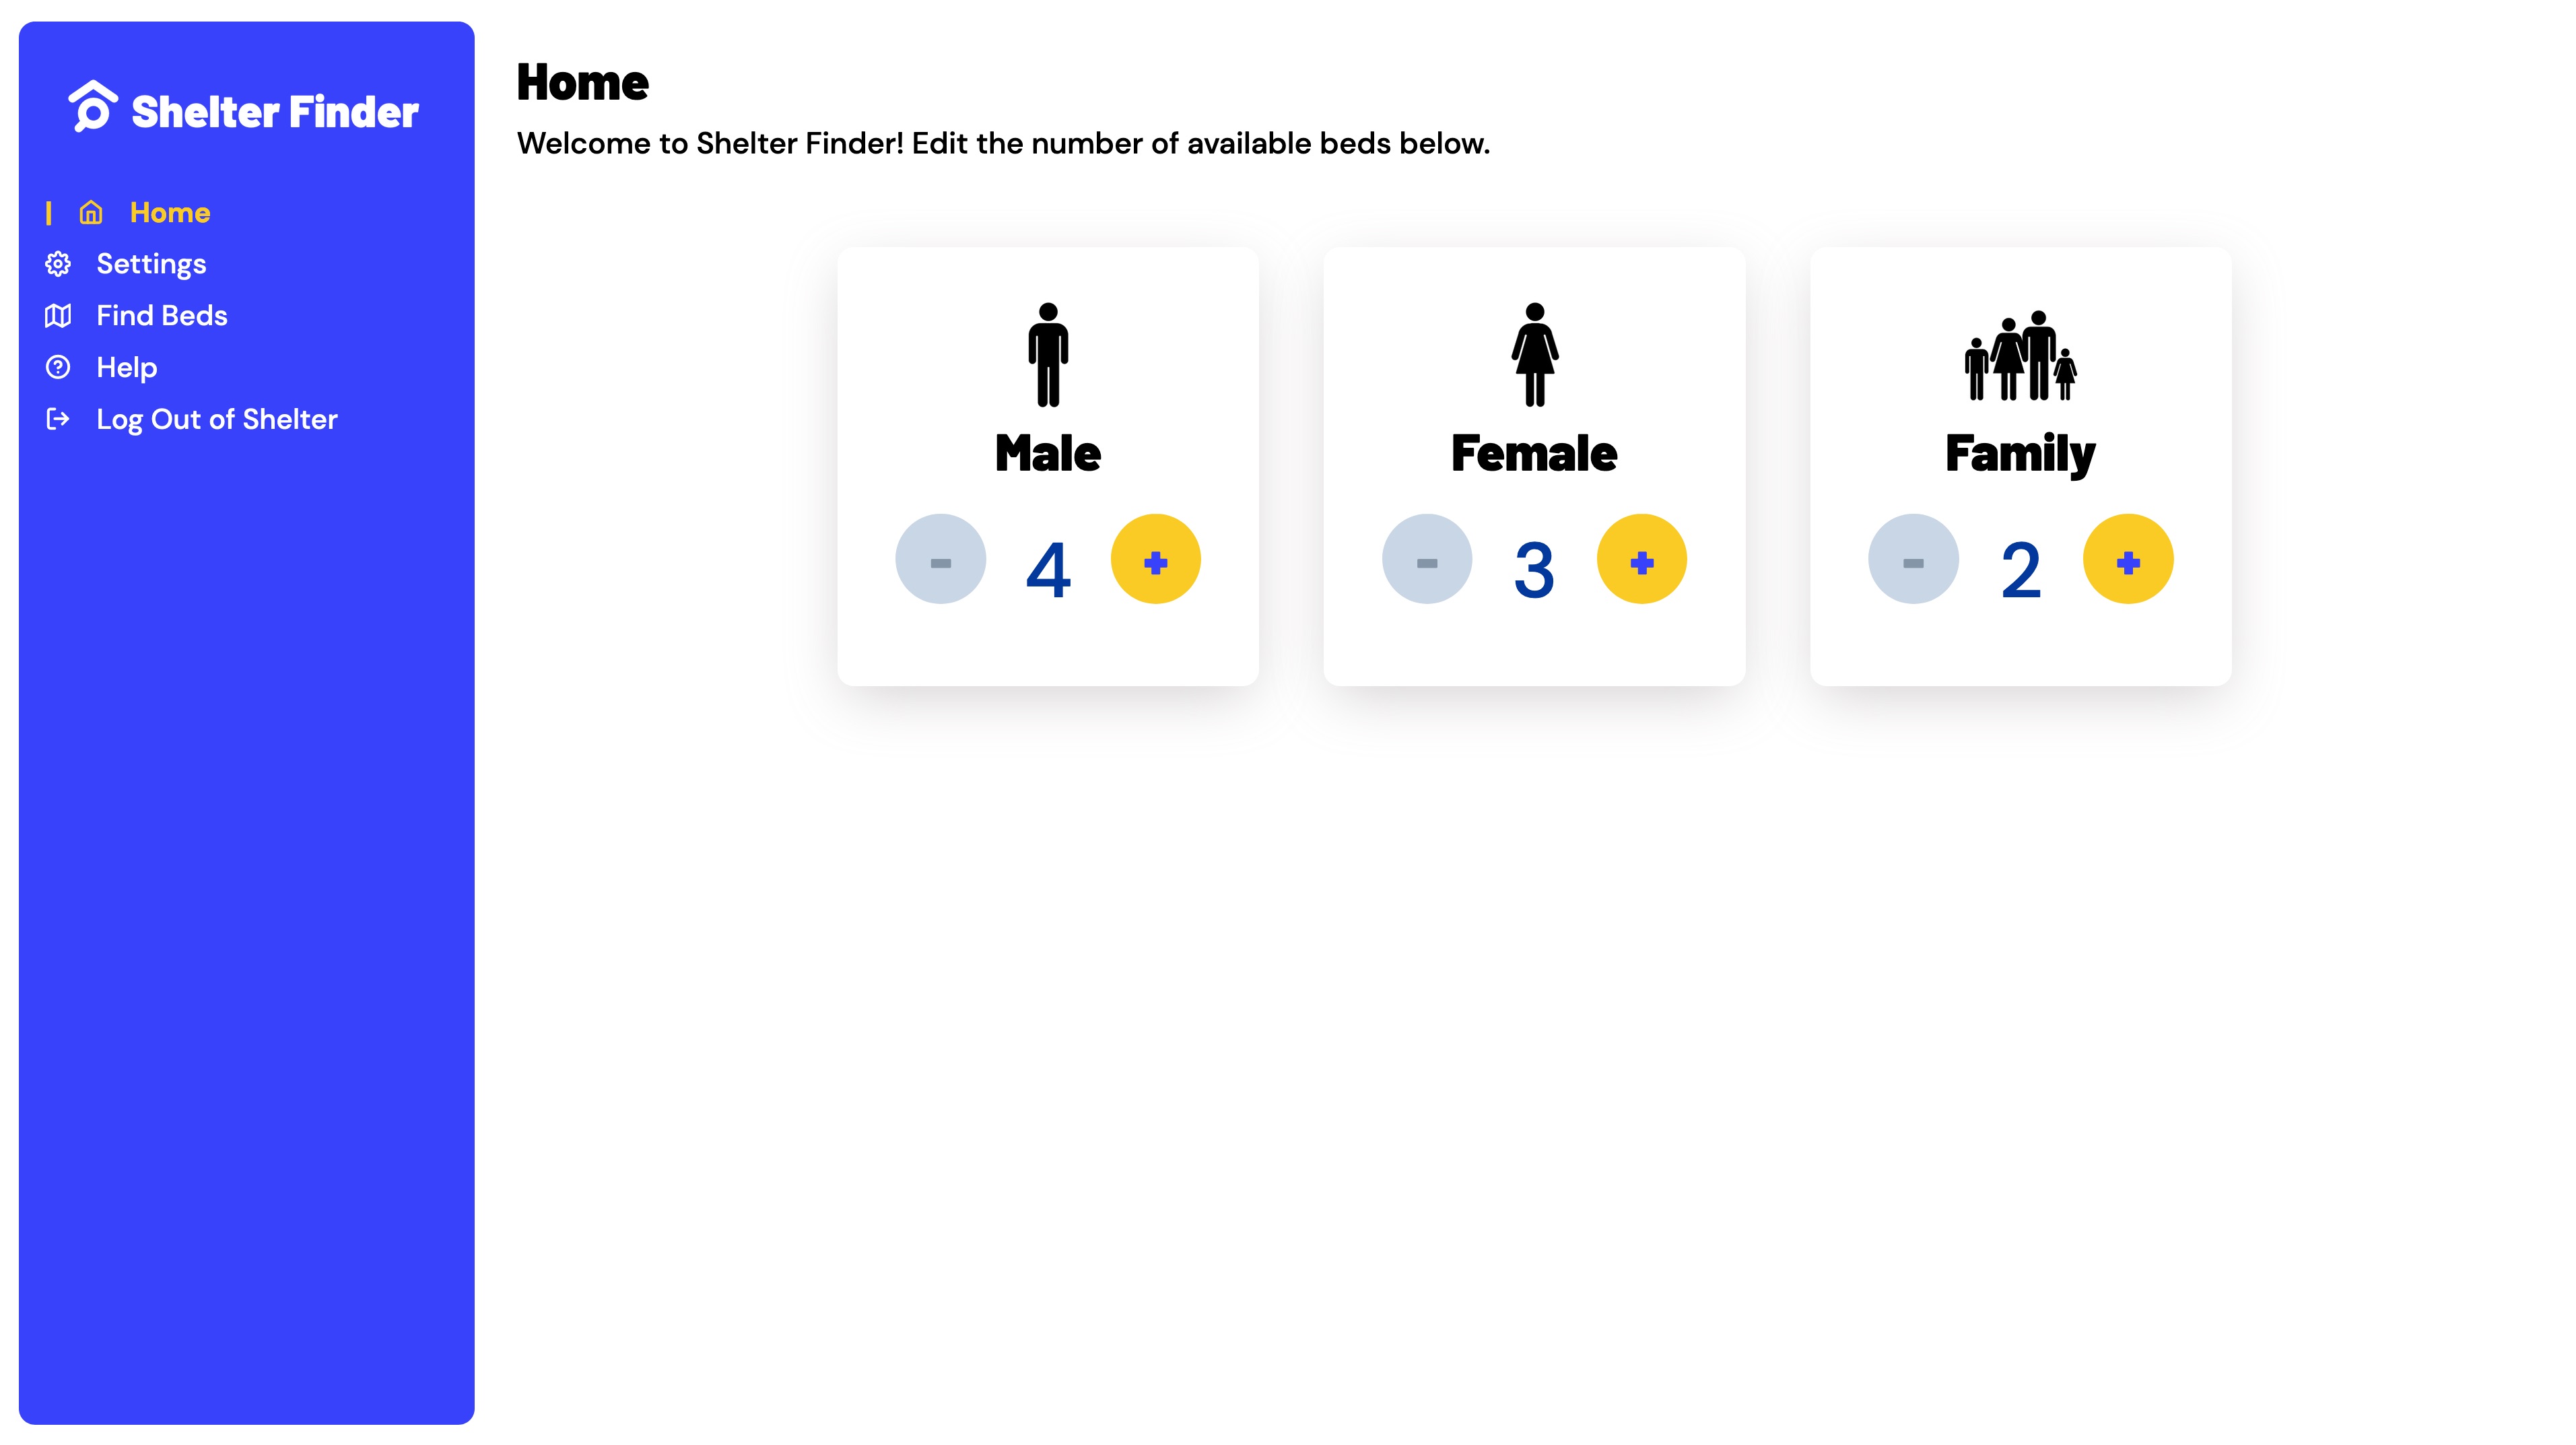 Shelter Finder
Home
Settings
Find Beds
Help
Log Out of Shelter
Home
Welcome to Shelter Finder! Edit the number of available beds below.
Male
- 4 +
Female
- 3 +
Family
- 2 +